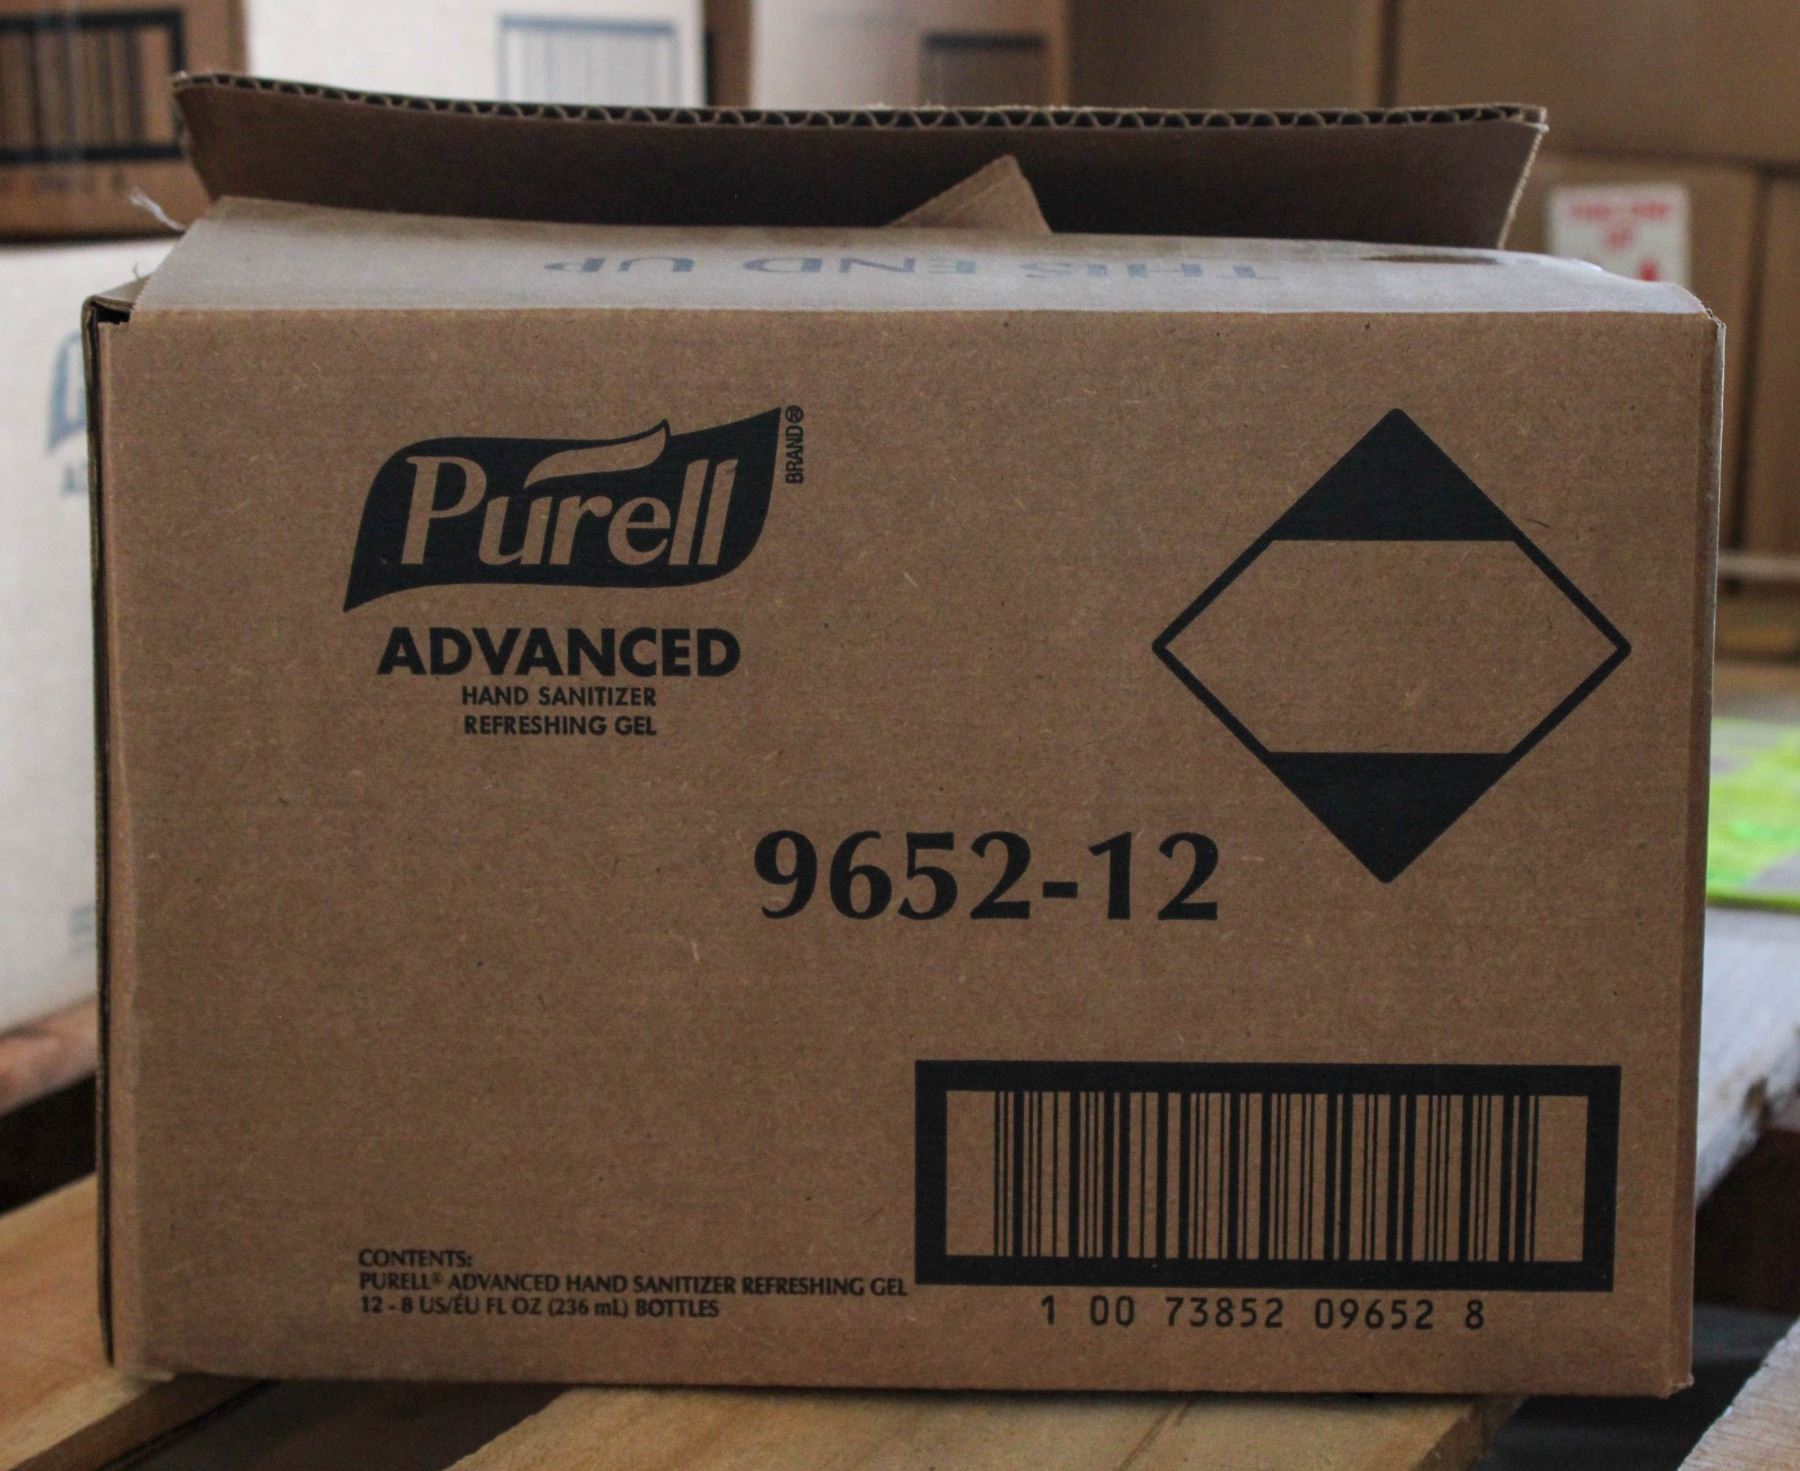 THIS END UP
Purell
BRAND®
ADVANCED
HAND SANITIZER
REFRESHING GEL
9652-12
CONTENTS:
PURELL® ADVANCED HAND SANITIZER REFRESHING GEL
12 - 8 US/ÉU FL OZ (236 mL) BOTTLES
1 00 73852 09652 8